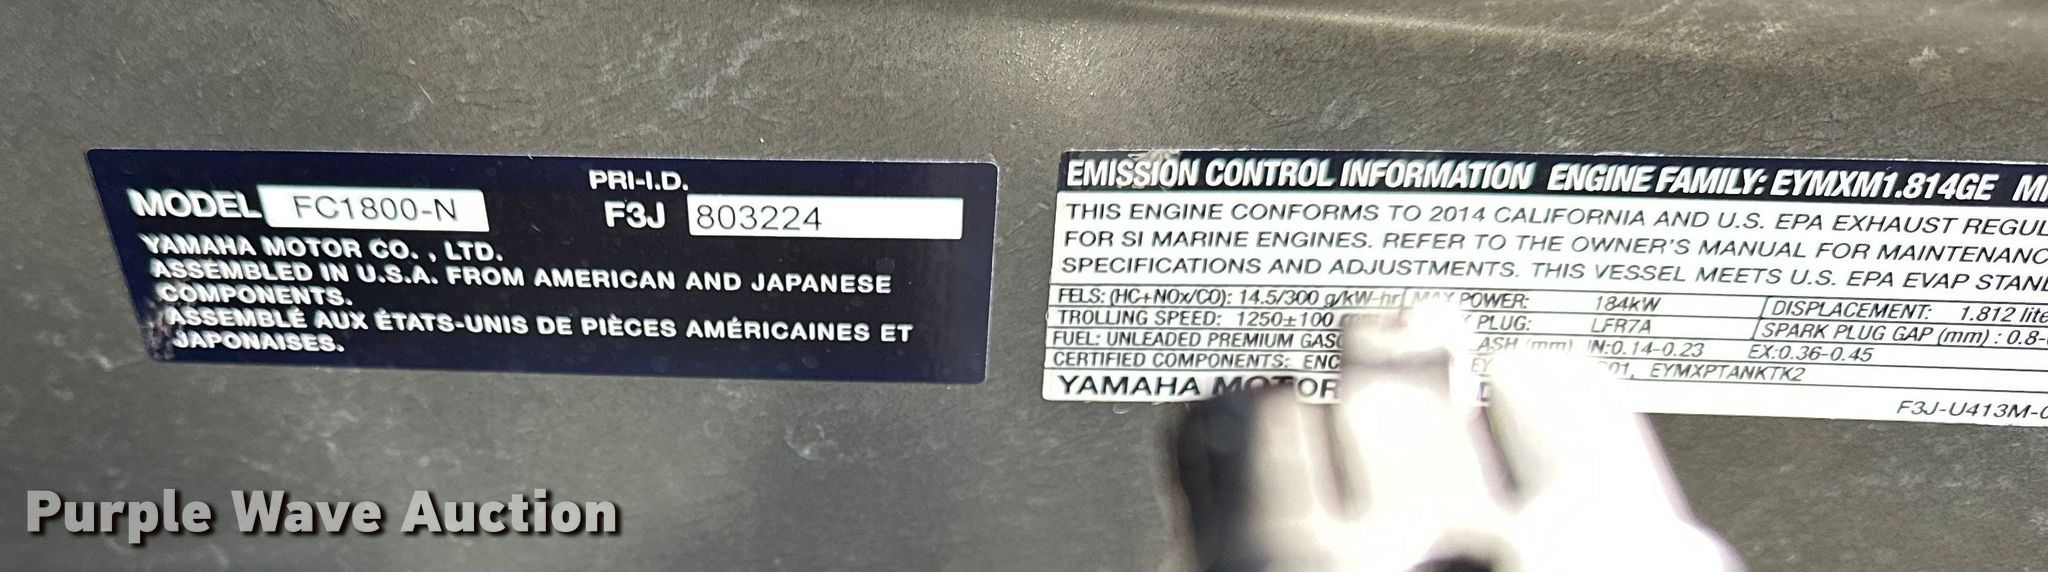 PRI-I.D.
MODEL FC1800-N F3J 803224
YAMAHA MOTOR CO., LTD.
ASSEMBLED IN U.S.A. FROM AMERICAN AND JAPANESE
COMPONENTS.
ASSEMBLÉ AUX ÉTATS-UNIS DE PIÈCES AMÉRICAINES ET
JAPONAISES.
EMISSION CONTROL INFORMATION ENGINE FAMILY: EYMXM1.814GE
THIS ENGINE CONFORMS TO 2014 CALIFORNIA AND U.S. EPA EXHAUST
FOR SI MARINE ENGINES. REFER TO THE OWNER'S MANUAL FOR
SPECIFICATIONS AND ADJUSTMENTS. THIS VESSEL MEETS U.S. EPA EVAP
FELS: (HC+NOx/CO): 14.5/300 g/kW-hr MAX POWER: 184kW DISPLACEMENT: 1.812
TROLLING SPEED: 1250±100 PLUG: LFR7A SPARK PLUG GAP (mm) :
FUEL: UNLEADED PREMIUM (mm) IN:0.14-0.23 EX:0.36-0.45
CERTIFIED COMPONENTS: EYMXPTANKTK2
YAMAHA MOTOR
Purple Wave Auction